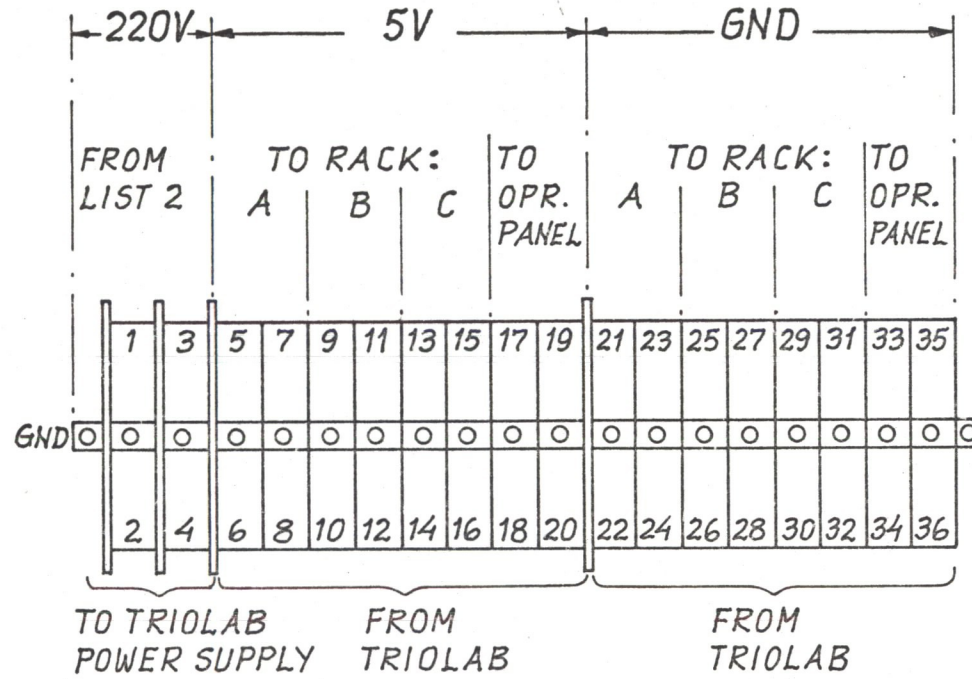 220V 5V GND
FROM LIST 2
TO RACK:
A B C
TO OPR. PANEL
TO RACK:
A B C
TO OPR. PANEL
1 3 5 7 9 11 13 15 17 19 21 23 25 27 29 31 33 35
GND
2 4 6 8 10 12 14 16 18 20 22 24 26 28 30 32 34 36
TO TRIOLAB
POWER SUPPLY
FROM
TRIOLAB
FROM
TRIOLAB